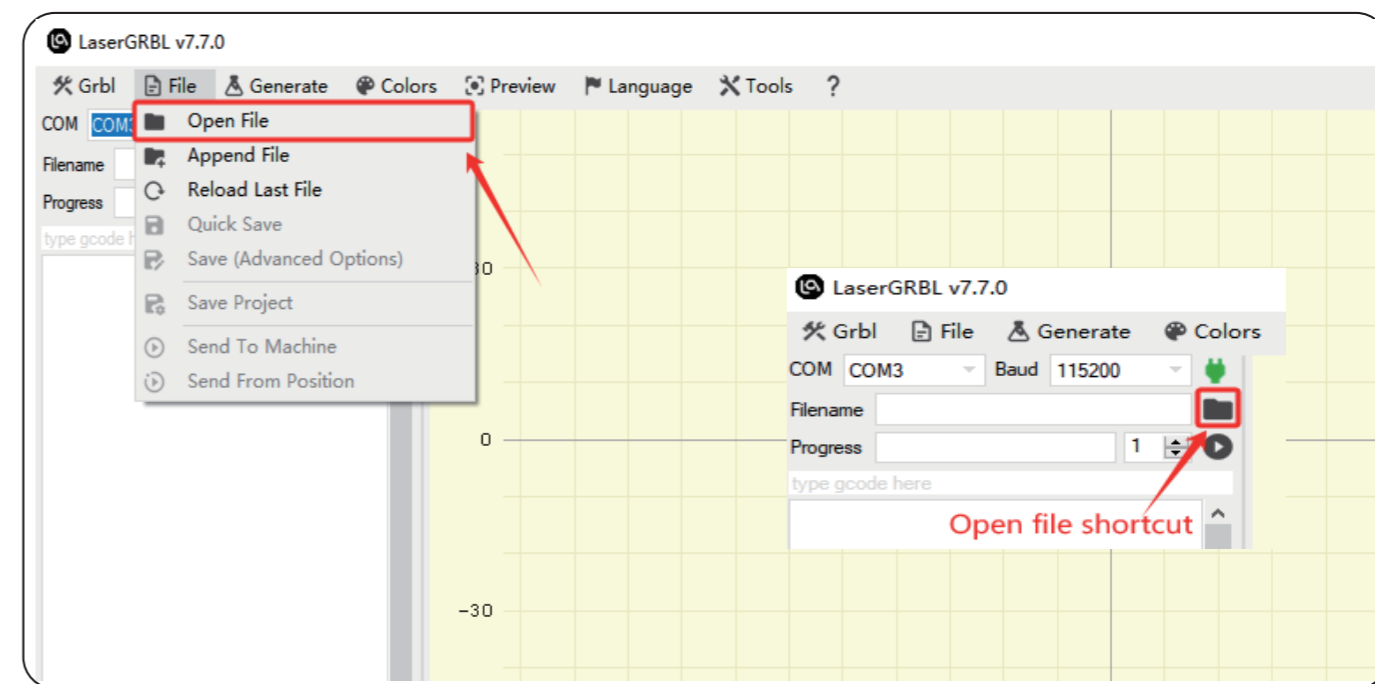 LaserGRBL v7.7.0
Grbl File Generate Colors Preview Language Tools ?
COM COM3
Open File
Filename
Append File
Progress
Reload Last File
type gcode
Quick Save
Save (Advanced Options)
Save Project
Send To Machine
Send From Position
0
-30
LaserGRBL v7.7.0
Grbl File Generate Colors
COM COM3 Baud 115200
Filename
Progress 1
type gcode here
Open file shortcut